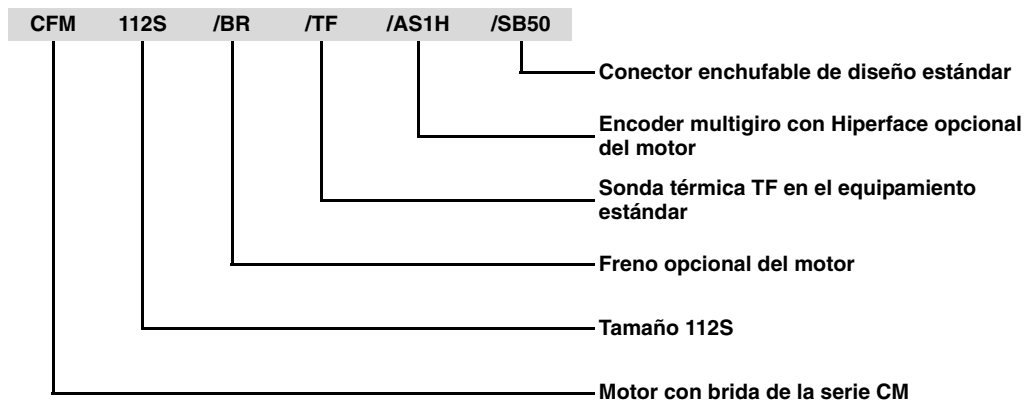 CFM 112S /BR /TF /AS1H /SB50
Conector enchufable de diseño estándar
Encoder multigiro con Hiperface opcional
del motor
Sonda térmica TF en el equipamiento
estándar
Freno opcional del motor
Tamaño 112S
Motor con brida de la serie CM